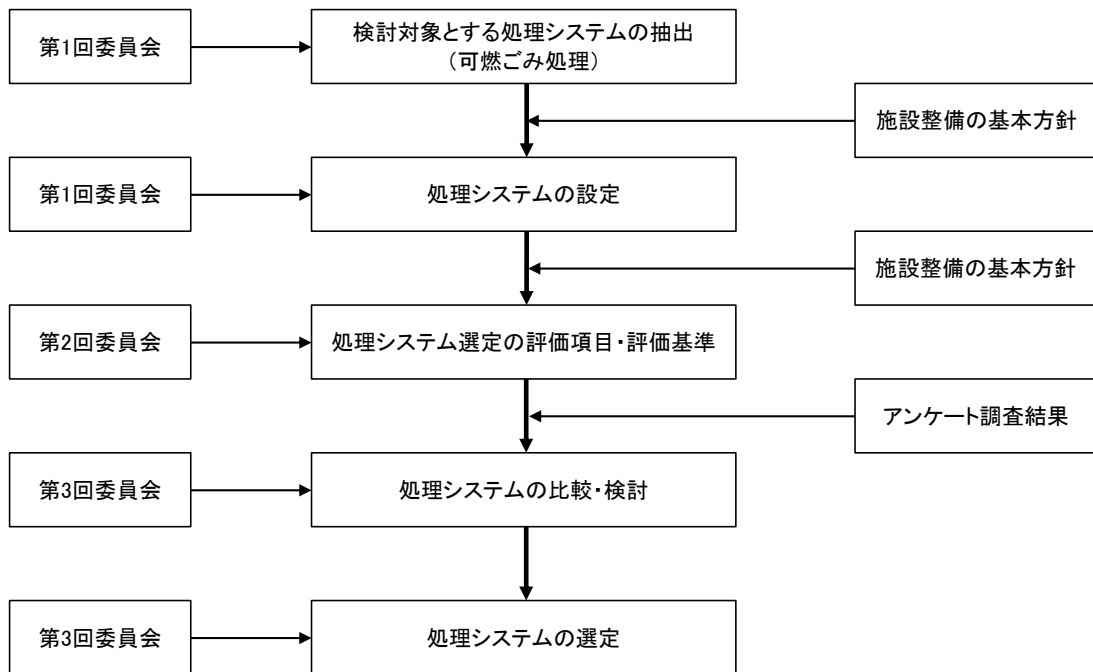 第1回委員会
検討対象とする処理システムの抽出
（可燃ごみ処理）
施設整備の基本方針
第1回委員会
処理システムの設定
施設整備の基本方針
第2回委員会
処理システム選定の評価項目・評価基準
アンケート調査結果
第3回委員会
処理システムの比較・検討
第3回委員会
処理システムの選定